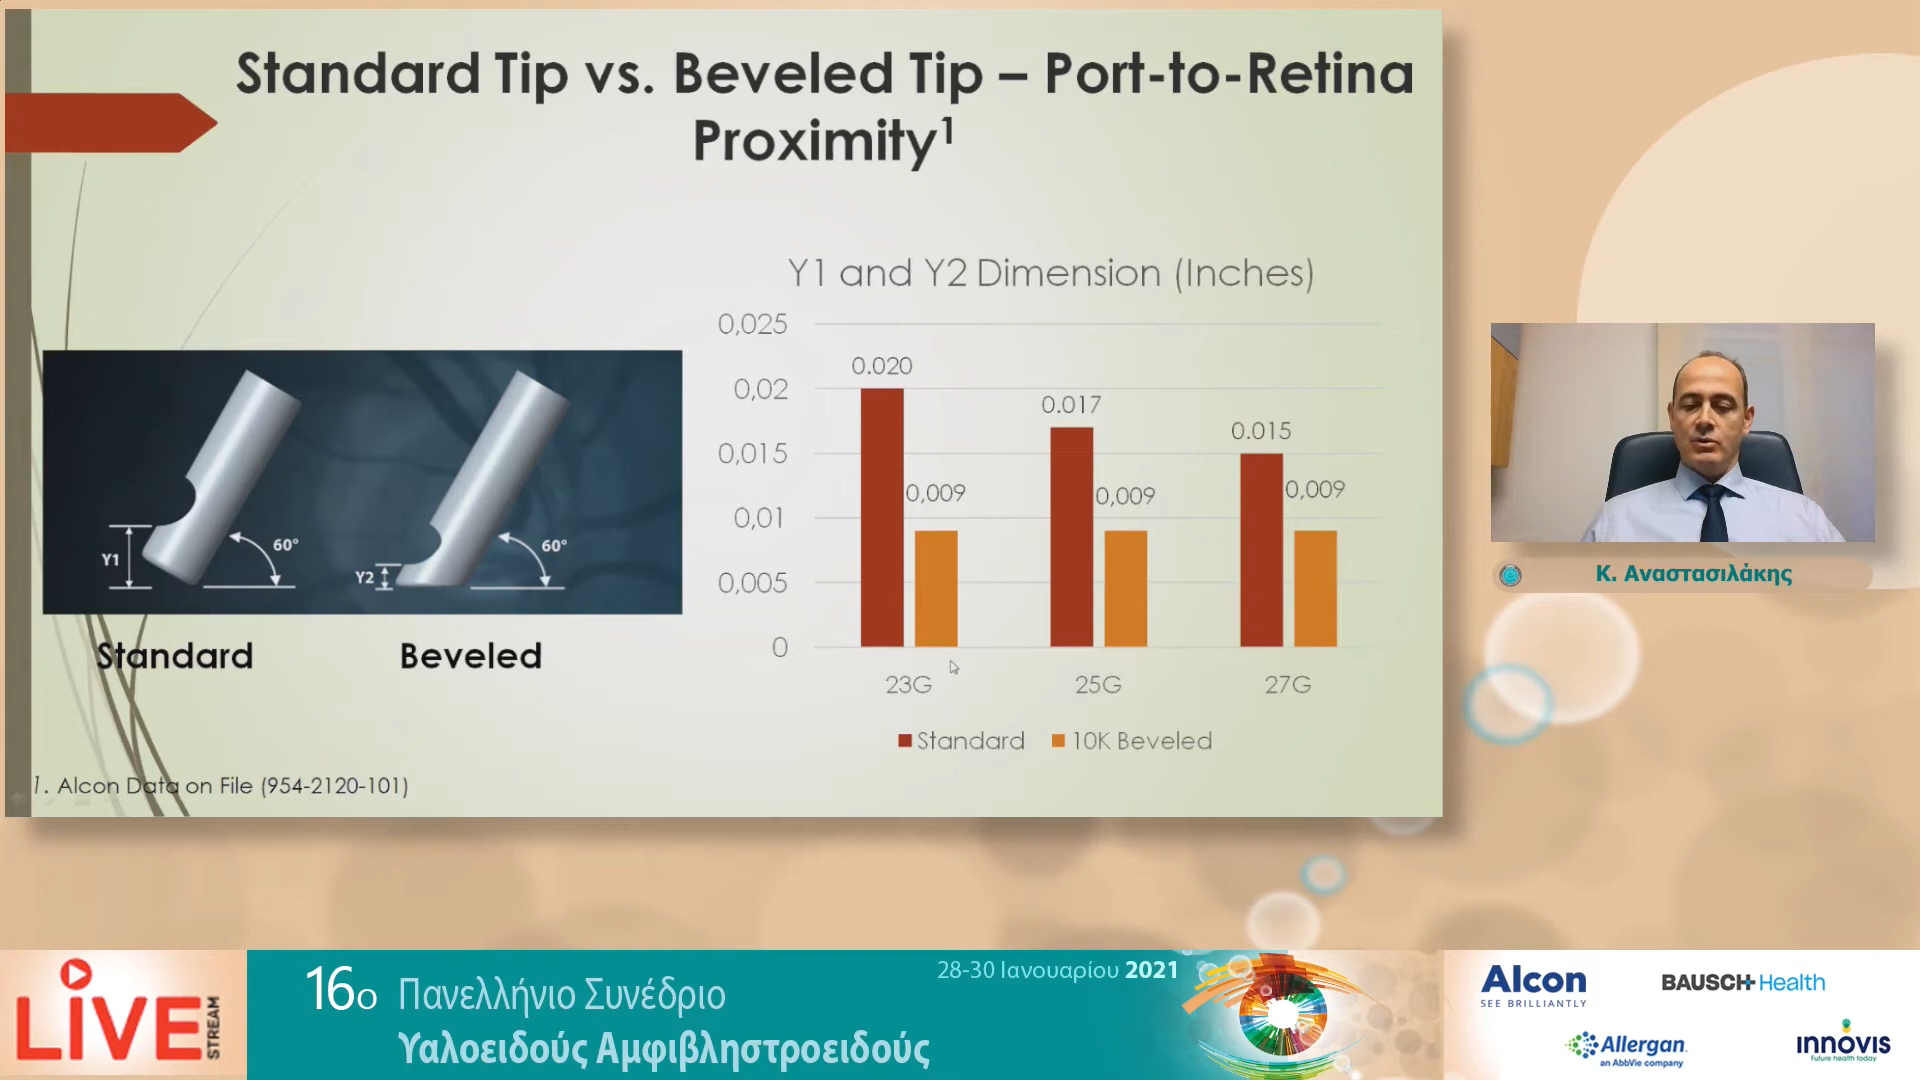 Standard Tip vs. Beveled Tip – Port-to-Retina
Proximity1
Y1 and Y2 Dimension (Inches)
0,025
0,02
0,015
0,01
0,005
0
0.020
0,009
0.017
0,009
0.015
0,009
23G
25G
27G
Standard
10K Beveled
Y1
60°
Y2
60°
Standard
Beveled
1. Alcon Data on File (954-2120-101)
Κ. Αναστασιλάκης
LIVE
STREAM
16ο Πανελλήνιο Συνέδριο
Υαλοειδούς Αμφιβληστροειδούς
28-30 Ιανουαρίου 2021
Alcon
SEE BRILLIANTLY
BAUSCH+Health
Allergan
an AbbVie company
innovis
Future health today